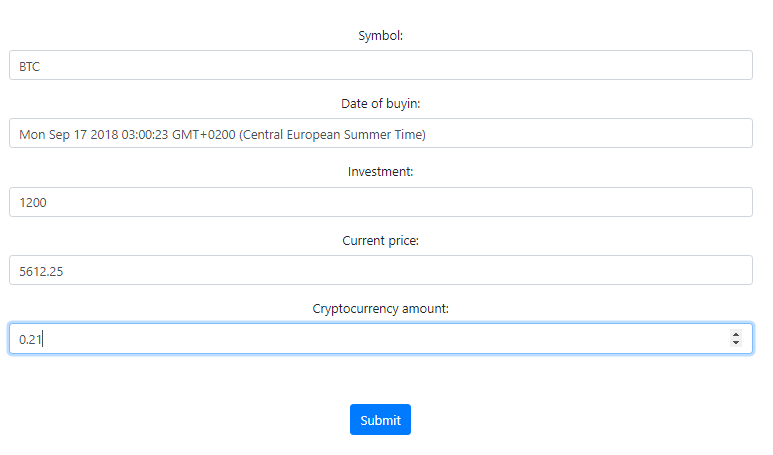 Symbol:
BTC
Date of buyin:
Mon Sep 17 2018 03:00:23 GMT+0200 (Central European Summer Time)
Investment:
1200
Current price:
5612.25
Cryptocurrency amount:
0.21
Submit